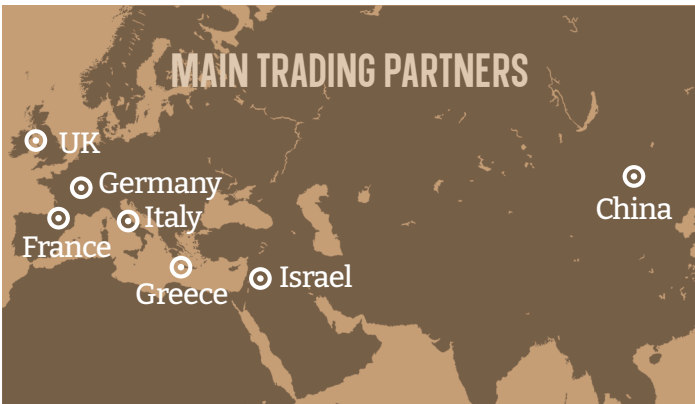 MAIN TRADING PARTNERS
UK
Germany
Italy
France
China
Israel
Greece